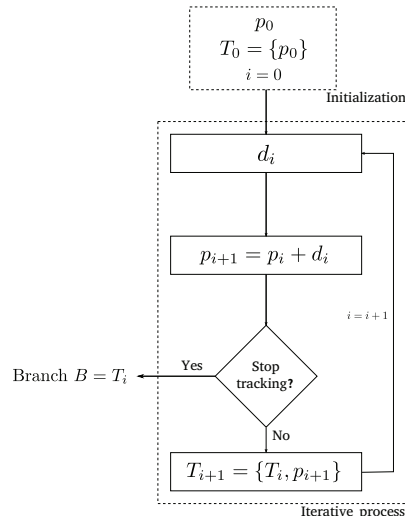 p_0
T_0 = {p_0}
i = 0
Initialization
d_i
p_{i+1} = p_i + d_i
i = i + 1
Stop
tracking?
Yes
Branch B = T_i
No
T_{i+1} = {T_i, p_{i+1}}
Iterative process